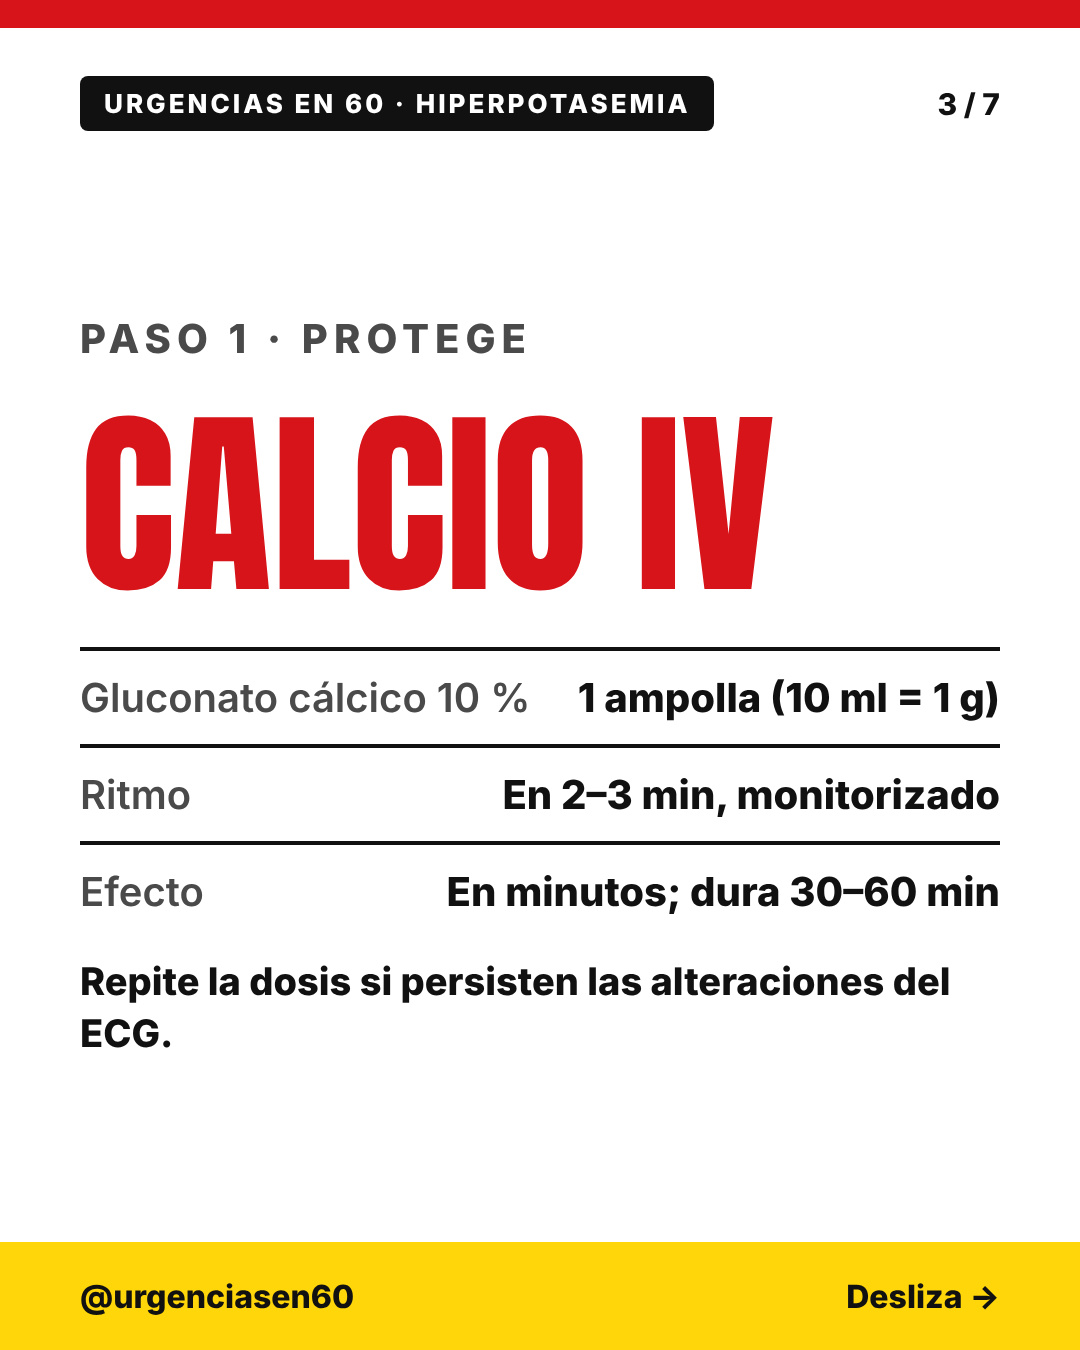 URGENCIAS EN 60 · HIPERPOTASEMIA
3 / 7
PASO 1 · PROTEGE
CALCIO IV
Gluconato cálcico 10 % 1 ampolla (10 ml = 1 g)
Ritmo En 2–3 min, monitorizado
Efecto En minutos; dura 30–60 min
Repite la dosis si persisten las alteraciones del
ECG.
@urgenciasen60
Desliza →